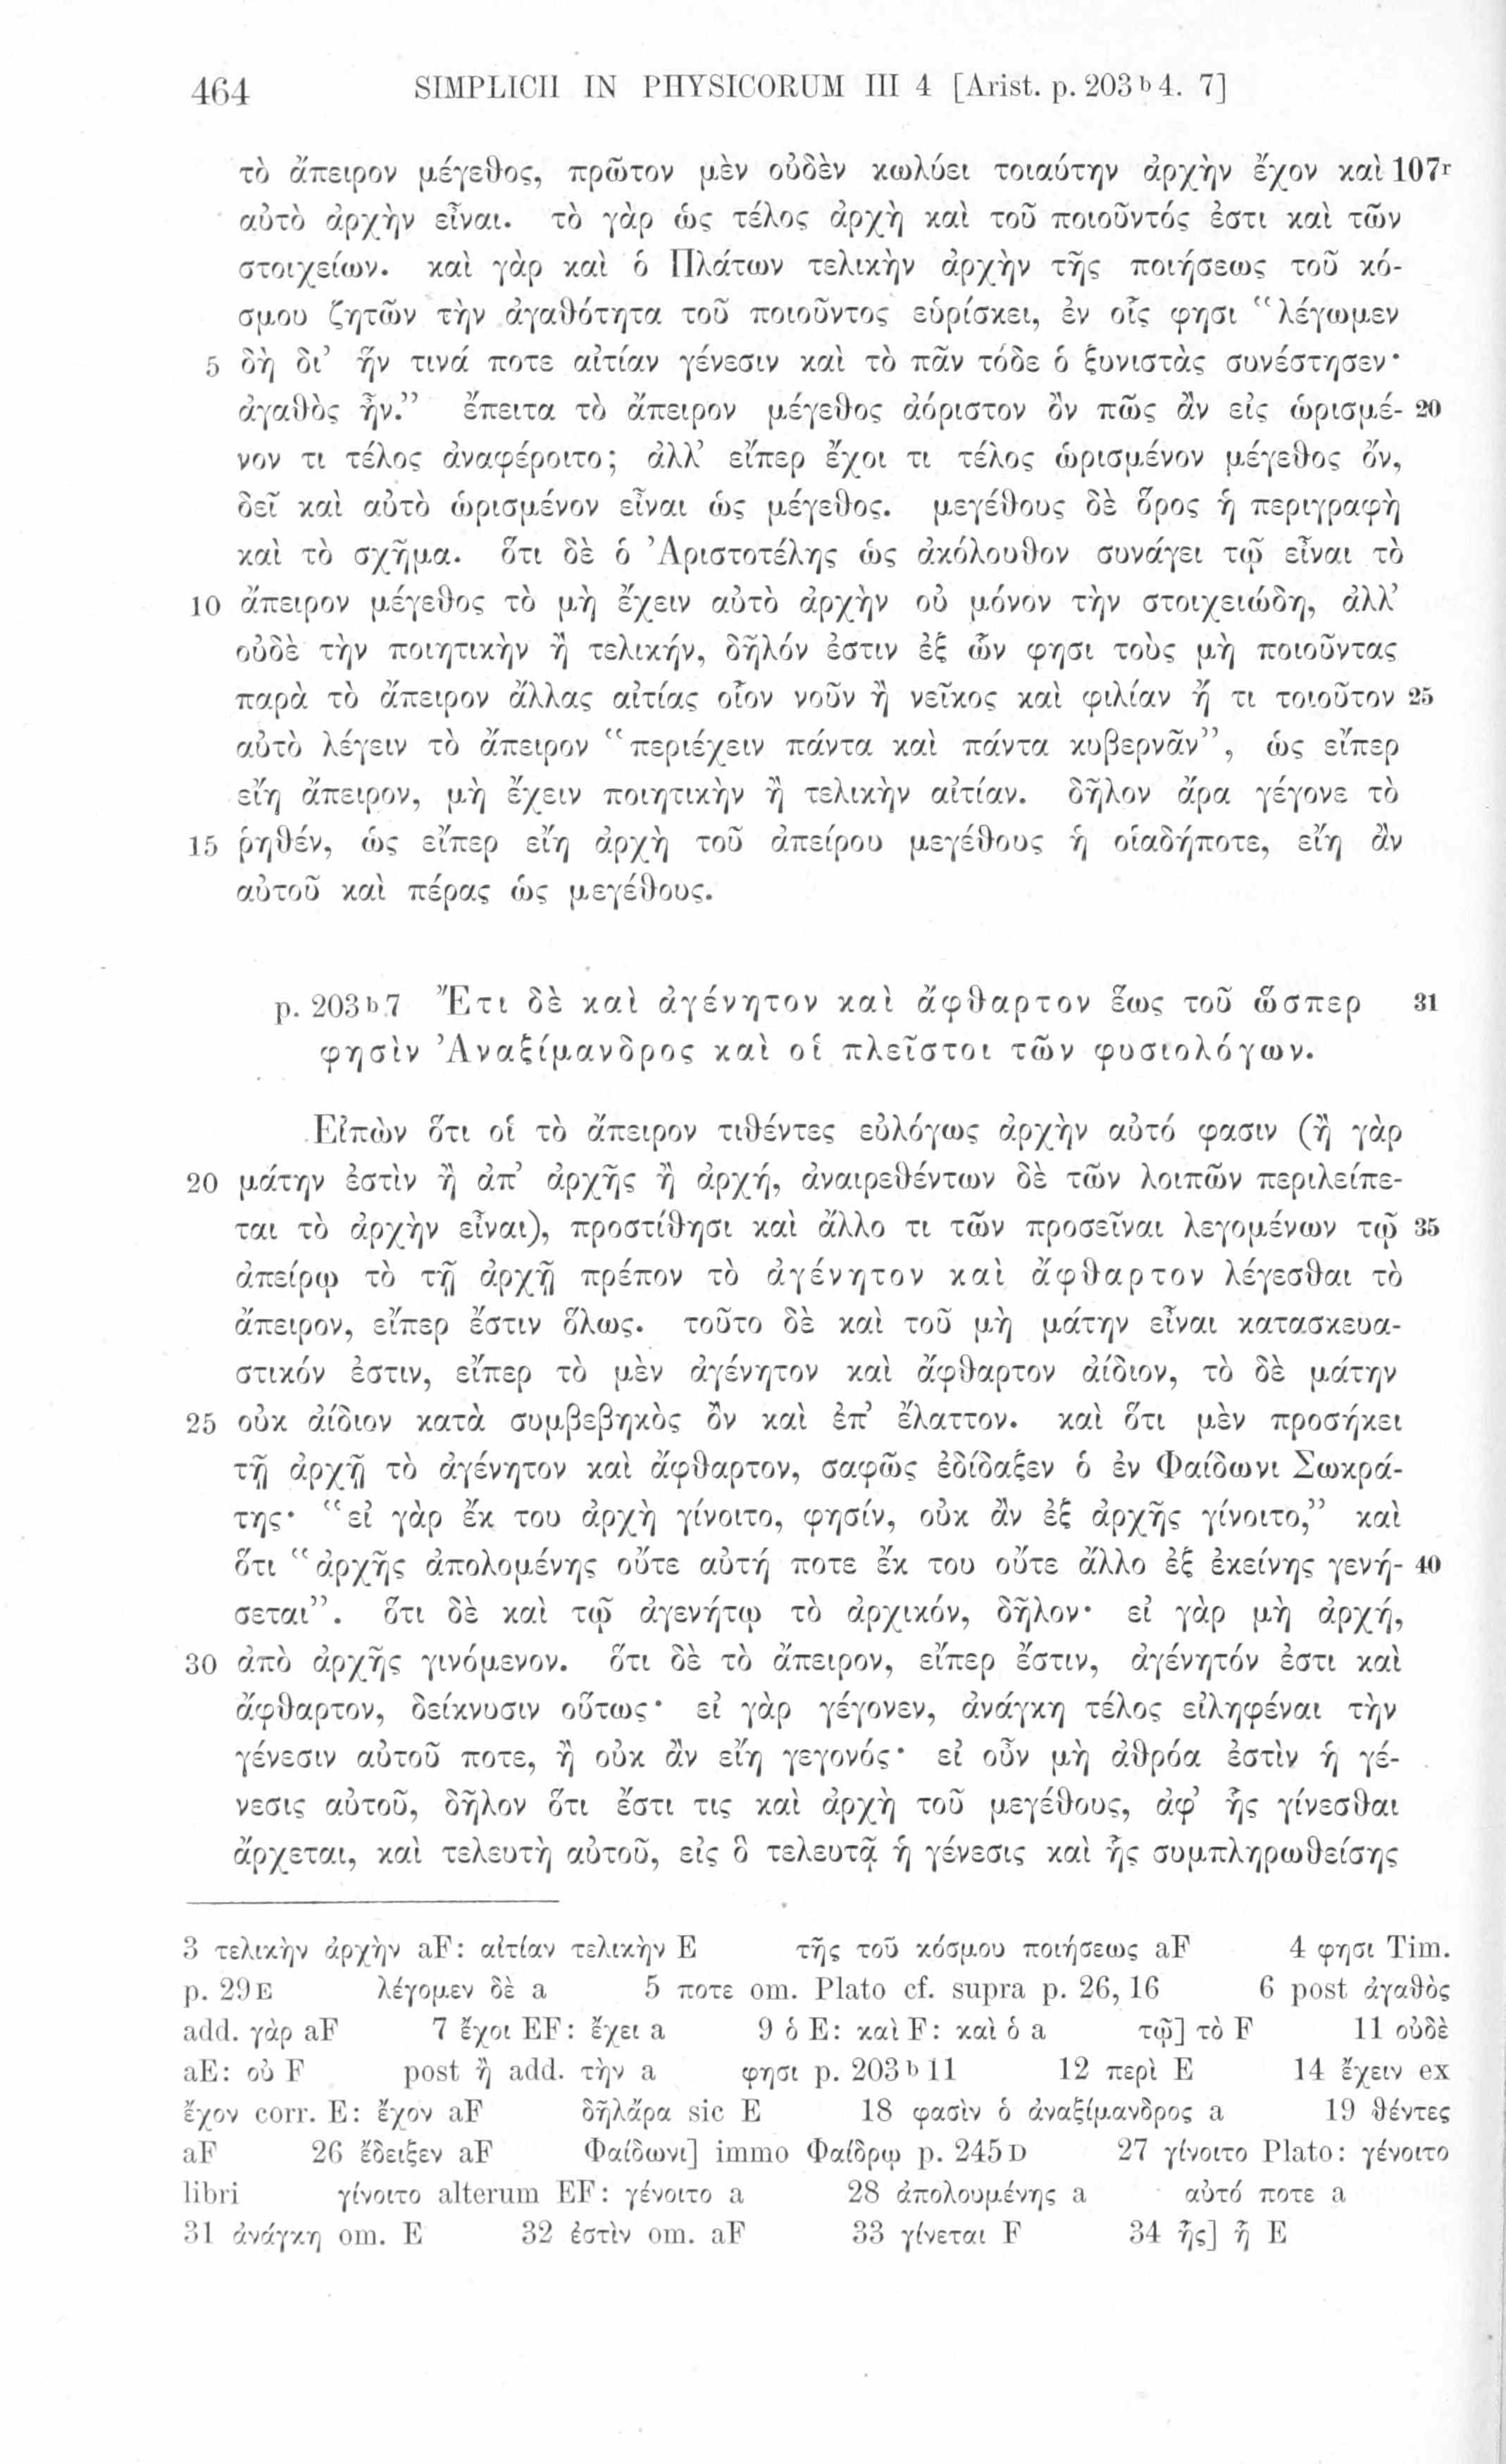 464 SIMPLICII IN PHYSICORUM III 4 [Arist. p. 203 b 4. 7]
τὸ ἄπειρον μέγεθος, πρῶτον μὲν οὐδὲν κωλύει τοιαύτην ἀρχὴν ἔχον καὶ 107r
αὐτὸ ἀρχὴν εἶναι. τὸ γὰρ ὡς τέλος ἀρχὴ καὶ τοῦ ποιοῦντός ἐστι καὶ τῶν
στοιχείων. καὶ γὰρ καὶ ὁ Πλάτων τελικὴν ἀρχὴν τῆς ποιήσεως τοῦ κό-
σμου ζητῶν τὴν ἀγαθότητα τοῦ ποιοῦντος εὑρίσκει, ἐν οἷς φησι “λέγωμεν
5 δὴ δι’ ἥν τινά ποτε αἰτίαν γένεσιν καὶ τὸ πᾶν τόδε ὁ ξυνιστὰς συνέστησεν·
ἀγαθὸς ἦν.” ἔπειτα τὸ ἄπειρον μέγεθος ἀόριστον ὂν πῶς ἂν εἰς ὡρισμέ- 20
νον τι τέλος ἀναφέροιτο; ἀλλ’ εἴπερ ἔχοι τι τέλος ὡρισμένον μέγεθος ὄν,
δεῖ καὶ αὐτὸ ὡρισμένον εἶναι ὡς μέγεθος. μεγέθους δὲ ὅρος ἡ περιγραφὴ
καὶ τὸ σχῆμα. ὅτι δὲ ὁ Ἀριστοτέλης ὡς ἀκόλουθον συνάγει τῷ εἶναι τὸ
10 ἄπειρον μέγεθος τὸ μὴ ἔχειν αὐτὸ ἀρχὴν οὐ μόνον τὴν στοιχειώδη, ἀλλ’
οὐδὲ τὴν ποιητικὴν ἢ τελικήν, δῆλόν ἐστιν ἐξ ὧν φησι τοὺς μὴ ποιοῦντας
παρὰ τὸ ἄπειρον ἄλλας αἰτίας οἷον νοῦν ἢ νεῖκος καὶ φιλίαν ἤ τι τοιοῦτον 25
αὐτὸ λέγειν τὸ ἄπειρον “περιέχειν πάντα καὶ πάντα κυβερνᾶν”, ὡς εἴπερ
εἴη ἄπειρον, μὴ ἔχειν ποιητικὴν ἢ τελικὴν αἰτίαν. δῆλον ἄρα γέγονε τὸ
15 ῥηθέν, ὡς εἴπερ εἴη ἀρχὴ τοῦ ἀπείρου μεγέθους ἡ οἱαδήποτε, εἴη ἂν
αὐτοῦ καὶ πέρας ὡς μεγέθους.
p. 203 b 7 Ἔτι δὲ καὶ ἀγένητον καὶ ἄφθαρτον ἕως τοῦ ὥσπερ 31
φησὶν Ἀναξίμανδρος καὶ οἱ πλεῖστοι τῶν φυσιολόγων.
Εἰπὼν ὅτι οἱ τὸ ἄπειρον τιθέντες εὐλόγως ἀρχὴν αὐτό φασιν (ἢ γὰρ
20 μάτην ἐστὶν ἢ ἀπ’ ἀρχῆς ἢ ἀρχή, ἀναιρεθέντων δὲ τῶν λοιπῶν περιλείπε-
ται τὸ ἀρχὴν εἶναι), προστίθησι καὶ ἄλλο τι τῶν προσεῖναι λεγομένων τῷ 35
ἀπείρῳ τὸ τῇ ἀρχῇ πρέπον τὸ ἀγένητον καὶ ἄφθαρτον λέγεσθαι τὸ
ἄπειρον, εἴπερ ἔστιν ὅλως. τοῦτο δὲ καὶ τοῦ μὴ μάτην εἶναι κατασκευα-
στικόν ἐστιν, εἴπερ τὸ μὲν ἀγένητον καὶ ἄφθαρτον ἀίδιον, τὸ δὲ μάτην
25 οὐκ ἀίδιον κατὰ συμβεβηκὸς ὂν καὶ ἐπ’ ἔλαττον. καὶ ὅτι μὲν προσήκει
τῇ ἀρχῇ τὸ ἀγένητον καὶ ἄφθαρτον, σαφῶς ἐδίδαξεν ὁ ἐν Φαίδωνι Σωκρά-
της· “εἰ γὰρ ἔκ του ἀρχὴ γίνοιτο, φησίν, οὐκ ἂν ἐξ ἀρχῆς γίνοιτο,” καὶ
ὅτι “ἀρχῆς ἀπολομένης οὔτε αὐτή ποτε ἔκ του οὔτε ἄλλο ἐξ ἐκείνης γενή- 40
σεται”. ὅτι δὲ καὶ τῷ ἀγενήτῳ τὸ ἀρχικόν, δῆλον· εἰ γὰρ μὴ ἀρχή,
30 ἀπὸ ἀρχῆς γινόμενον. ὅτι δὲ τὸ ἄπειρον, εἴπερ ἔστιν, ἀγένητόν ἐστι καὶ
ἄφθαρτον, δείκνυσιν οὕτως· εἰ γὰρ γέγονεν, ἀνάγκη τέλος εἰληφέναι τὴν
γένεσιν αὐτοῦ ποτε, ἢ οὐκ ἂν εἴη γεγονός· εἰ οὖν μὴ ἀθρόα ἐστὶν ἡ γέ-
νεσις αὐτοῦ, δῆλον ὅτι ἔστι τις καὶ ἀρχὴ τοῦ μεγέθους, ἀφ’ ἧς γίνεσθαι
ἄρχεται, καὶ τελευτὴ αὐτοῦ, εἰς ὃ τελευτᾷ ἡ γένεσις καὶ ἧς συμπληρωθείσης
3 τελικὴν ἀρχὴν aF: αἰτίαν τελικὴν E τῆς τοῦ κόσμου ποιήσεως aF 4 φησι Tim.
p. 29E λέγομεν δὲ a 5 ποτε om. Plato cf. supra p. 26, 16 6 post ἀγαθὸς
add. γὰρ aF 7 ἔχοι EF: ἔχει a 9 ὁ E: καὶ F: καὶ ὁ a τῷ] τὸ F 11 οὐδὲ
aE: οὐ F post ἢ add. τὴν a φησι p. 203 b 11 12 περὶ E 14 ἔχειν ex
ἔχον corr. E: ἔχον aF δηλάρα sic E 18 φασὶν ὁ ἀναξίμανδρος a 19 θέντες
aF 26 ἔδειξεν aF Φαίδωνι] immo Φαίδρῳ p. 245D 27 γίνοιτο Plato: γένοιτο
libri γίνοιτο alterum EF: γένοιτο a 28 ἀπολουμένης a αὐτό ποτε a
31 ἀνάγκη om. E 32 ἐστὶν om. aF 33 γίνεται F 34 ἧς] ἢ E